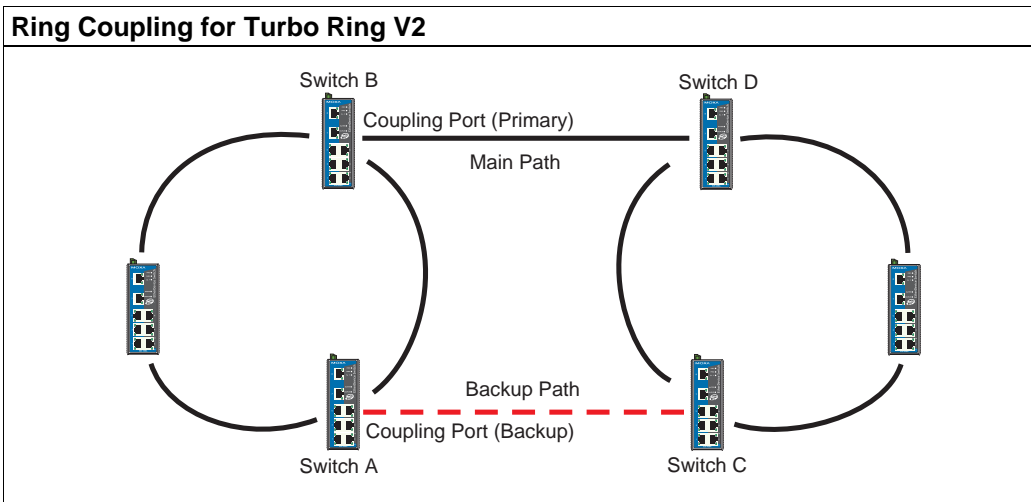 Ring Coupling for Turbo Ring V2
Switch B
Switch D
Coupling Port (Primary)
Main Path
Backup Path
Coupling Port (Backup)
Switch A
Switch C